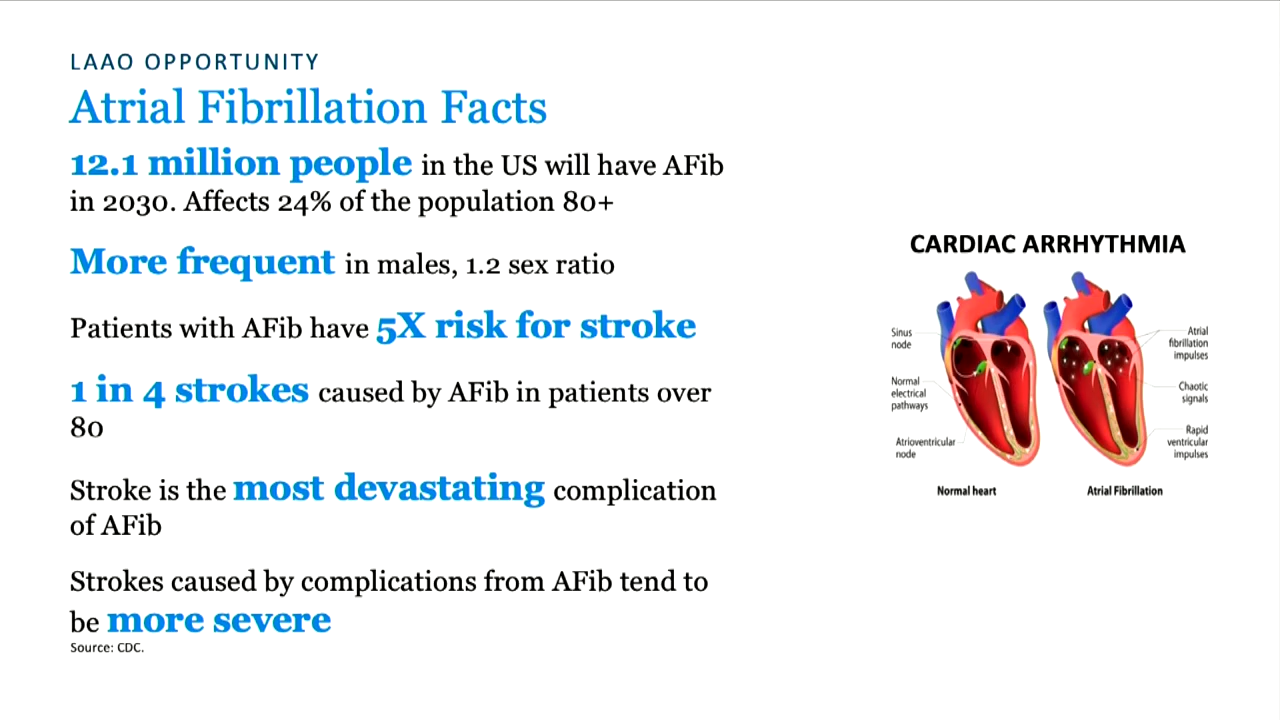 LAAO OPPORTUNITY
Atrial Fibrillation Facts
12.1 million people in the US will have AFib
in 2030. Affects 24% of the population 80+
More frequent in males, 1.2 sex ratio
Patients with AFib have 5X risk for stroke
1 in 4 strokes caused by AFib in patients over
80
Stroke is the most devastating complication
of AFib
Strokes caused by complications from AFib tend to
be more severe
Source: CDC.
CARDIAC ARRHYTHMIA
Sinus
node
Normal
electrical
pathways
Atrioventricular
node
Atrial
fibrillation
impulses
Chaotic
signals
Rapid
ventricular
impulses
Normal heart
Atrial Fibrillation